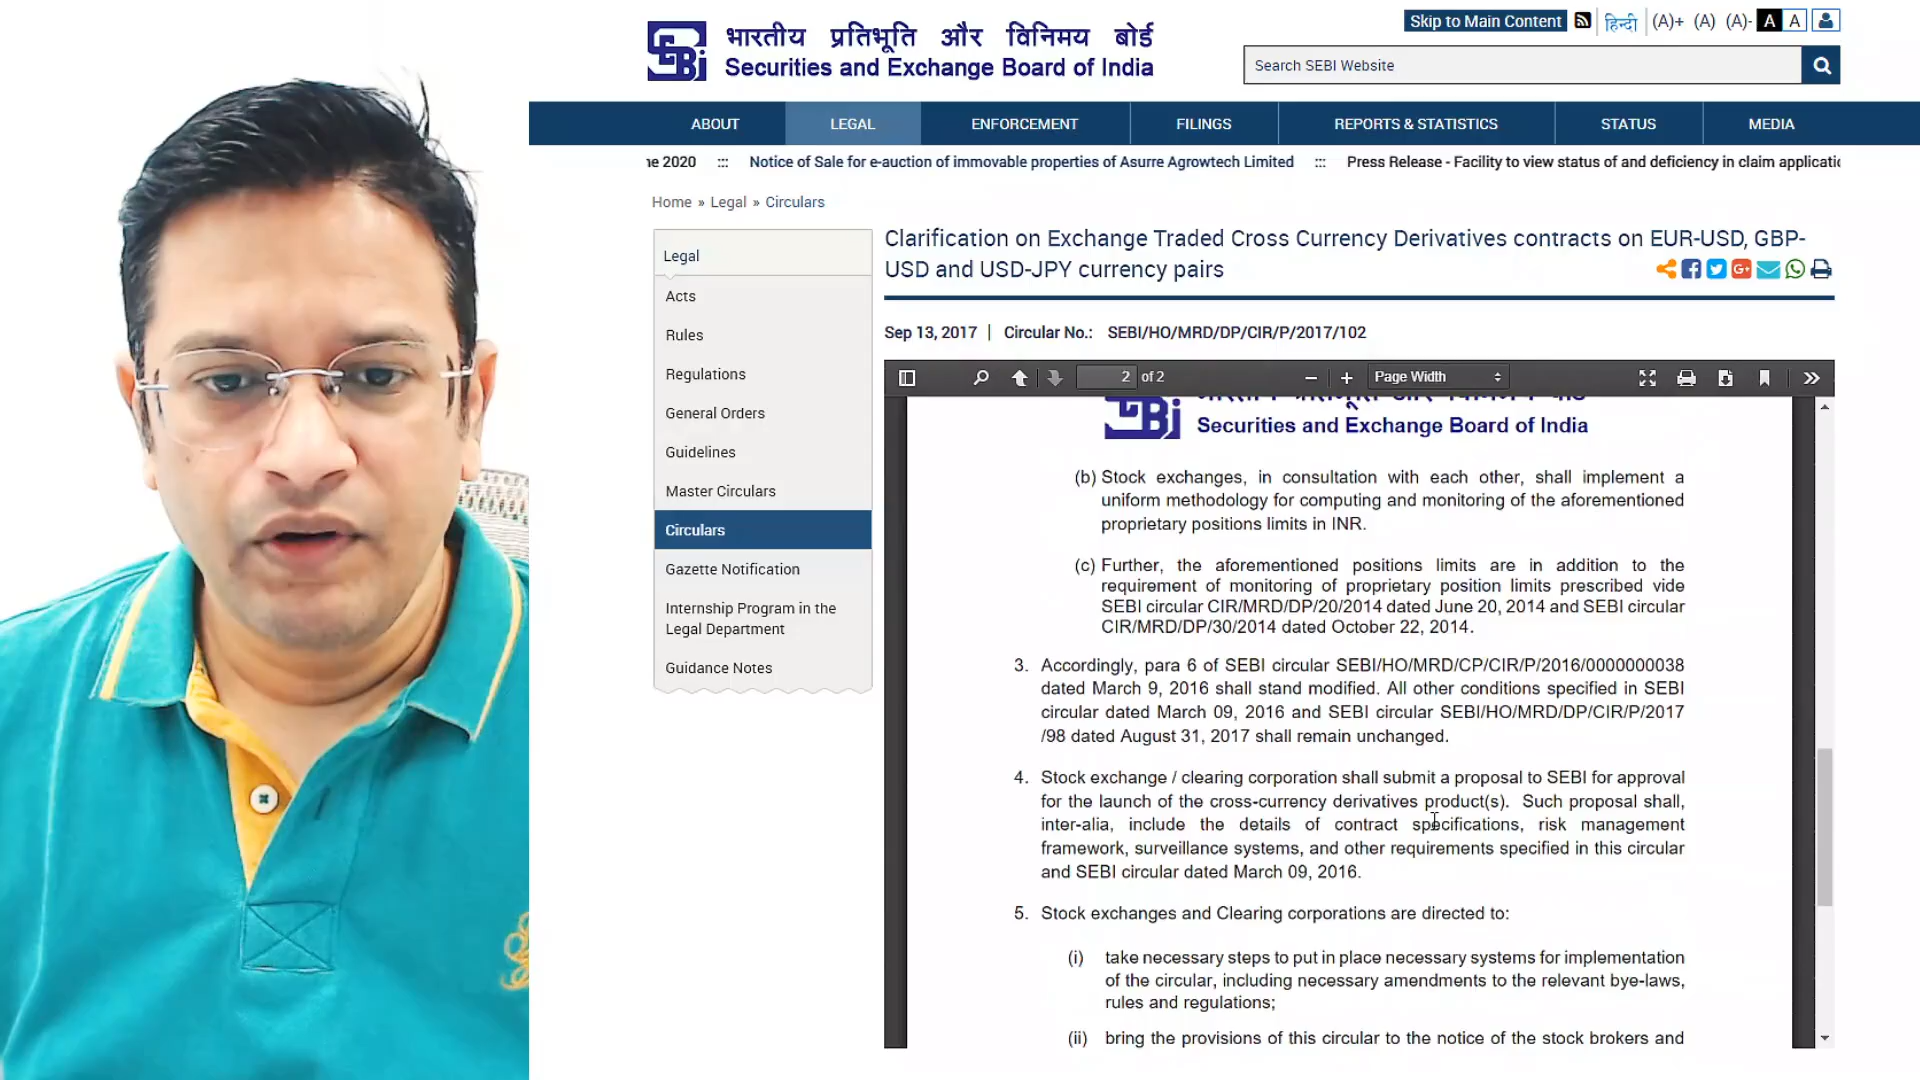 Skip to Main Content हिन्दी (A)+ (A) (A)- A A
भारतीय प्रतिभूति और विनिमय बोर्ड
Securities and Exchange Board of India
Search SEBI Website
ABOUT LEGAL ENFORCEMENT FILINGS REPORTS & STATISTICS STATUS MEDIA
ne 2020 ::: Notice of Sale for e-auction of immovable properties of Asurre Agrowtech Limited ::: Press Release - Facility to view status of and deficiency in claim applicatio
Home » Legal » Circulars
Legal
Acts
Rules
Regulations
General Orders
Guidelines
Master Circulars
Circulars
Gazette Notification
Internship Program in the
Legal Department
Guidance Notes
Clarification on Exchange Traded Cross Currency Derivatives contracts on EUR-USD, GBP-
USD and USD-JPY currency pairs
Sep 13, 2017 | Circular No.: SEBI/HO/MRD/DP/CIR/P/2017/102
2 of 2 Page Width
Securities and Exchange Board of India
(b) Stock exchanges, in consultation with each other, shall implement a
uniform methodology for computing and monitoring of the aforementioned
proprietary positions limits in INR.
(c) Further, the aforementioned positions limits are in addition to the
requirement of monitoring of proprietary position limits prescribed vide
SEBI circular CIR/MRD/DP/20/2014 dated June 20, 2014 and SEBI circular
CIR/MRD/DP/30/2014 dated October 22, 2014.
3. Accordingly, para 6 of SEBI circular SEBI/HO/MRD/CP/CIR/P/2016/0000000038
dated March 9, 2016 shall stand modified. All other conditions specified in SEBI
circular dated March 09, 2016 and SEBI circular SEBI/HO/MRD/DP/CIR/P/2017
/98 dated August 31, 2017 shall remain unchanged.
4. Stock exchange / clearing corporation shall submit a proposal to SEBI for approval
for the launch of the cross-currency derivatives product(s). Such proposal shall,
inter-alia, include the details of contract specifications, risk management
framework, surveillance systems, and other requirements specified in this circular
and SEBI circular dated March 09, 2016.
5. Stock exchanges and Clearing corporations are directed to:
(i) take necessary steps to put in place necessary systems for implementation
of the circular, including necessary amendments to the relevant bye-laws,
rules and regulations;
(ii) bring the provisions of this circular to the notice of the stock brokers and